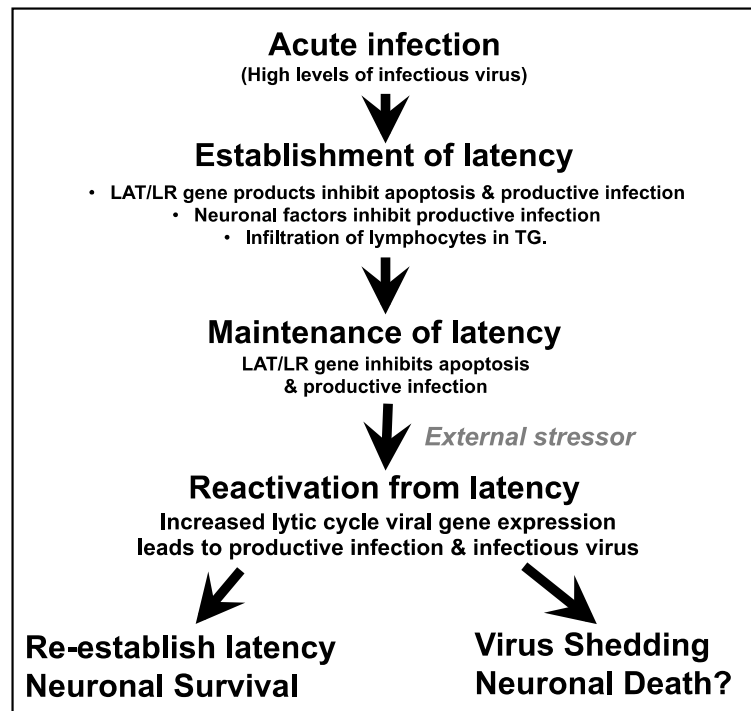 Acute infection
(High levels of infectious virus)
Establishment of latency
• LAT/LR gene products inhibit apoptosis & productive infection
• Neuronal factors inhibit productive infection
• Infiltration of lymphocytes in TG.
Maintenance of latency
LAT/LR gene inhibits apoptosis
& productive infection
External stressor
Reactivation from latency
Increased lytic cycle viral gene expression
leads to productive infection & infectious virus
Re-establish latency
Neuronal Survival
Virus Shedding
Neuronal Death?